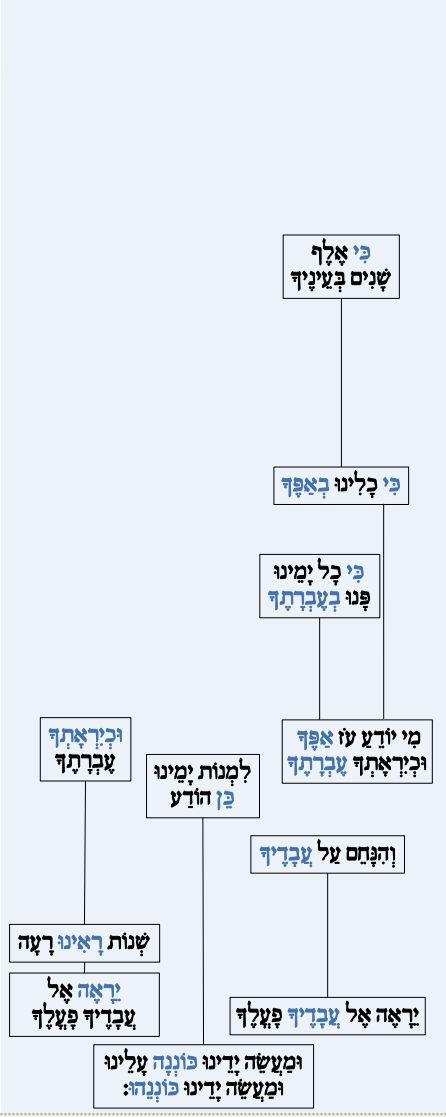 כִּי אֶלֶף
שָׁנִים בְּעֵינֶיךָ
כִּי כָלִינוּ בְאַפֶּךָ
כִּי כָל יָמֵינוּ
פָּנוּ בְעֶבְרָתֶךָ
מִי יוֹדֵעַ עֹז אַפֶּךָ
וּכְיִרְאָתְךָ עֶבְרָתֶךָ
וּכְיִרְאָתְךָ
עֶבְרָתֶךָ
לִמְנוֹת יָמֵינוּ
כֵּן הוֹדַע
וְהִנָּחֵם עַל עֲבָדֶיךָ
שְׁנוֹת רָאִינוּ רָעָה
יֵרָאֶה אֶל
עֲבָדֶיךָ פָעֳלֶךָ
יֵרָאֶה אֶל עֲבָדֶיךָ פָעֳלֶךָ
וּמַעֲשֵׂה יָדֵינוּ כּוֹנְנָה עָלֵינוּ
וּמַעֲשֵׂה יָדֵינוּ כּוֹנְנֵהוּ: